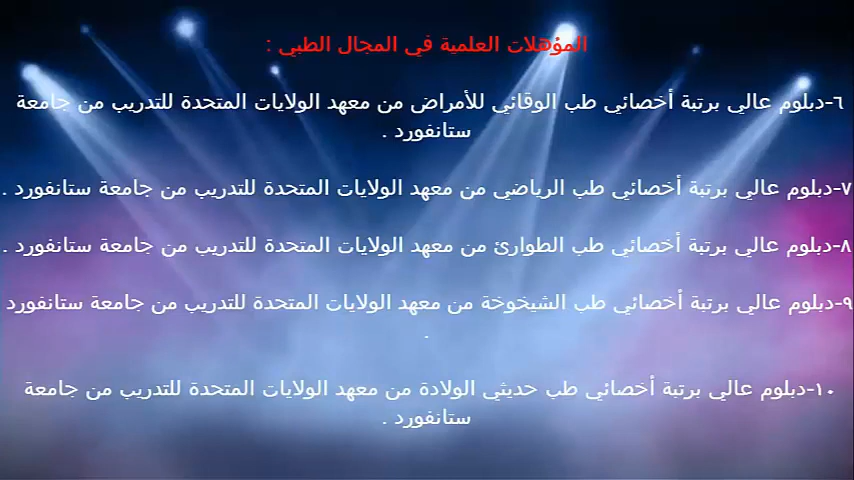 المؤهلات العلمية في المجال الطبي :
٦-دبلوم عالي برتبة أخصائي طب الوقائي للأمراض من معهد الولايات المتحدة للتدريب من جامعة
ستانفورد .
٧-دبلوم عالي برتبة أخصائي طب الرياضي من معهد الولايات المتحدة للتدريب من جامعة ستانفورد .
٨-دبلوم عالي برتبة أخصائي طب الطوارئ من معهد الولايات المتحدة للتدريب من جامعة ستانفورد .
٩-دبلوم عالي برتبة أخصائي طب الشيخوخة من معهد الولايات المتحدة للتدريب من جامعة ستانفورد
.
١٠-دبلوم عالي برتبة أخصائي طب حديثي الولادة من معهد الولايات المتحدة للتدريب من جامعة
ستانفورد .